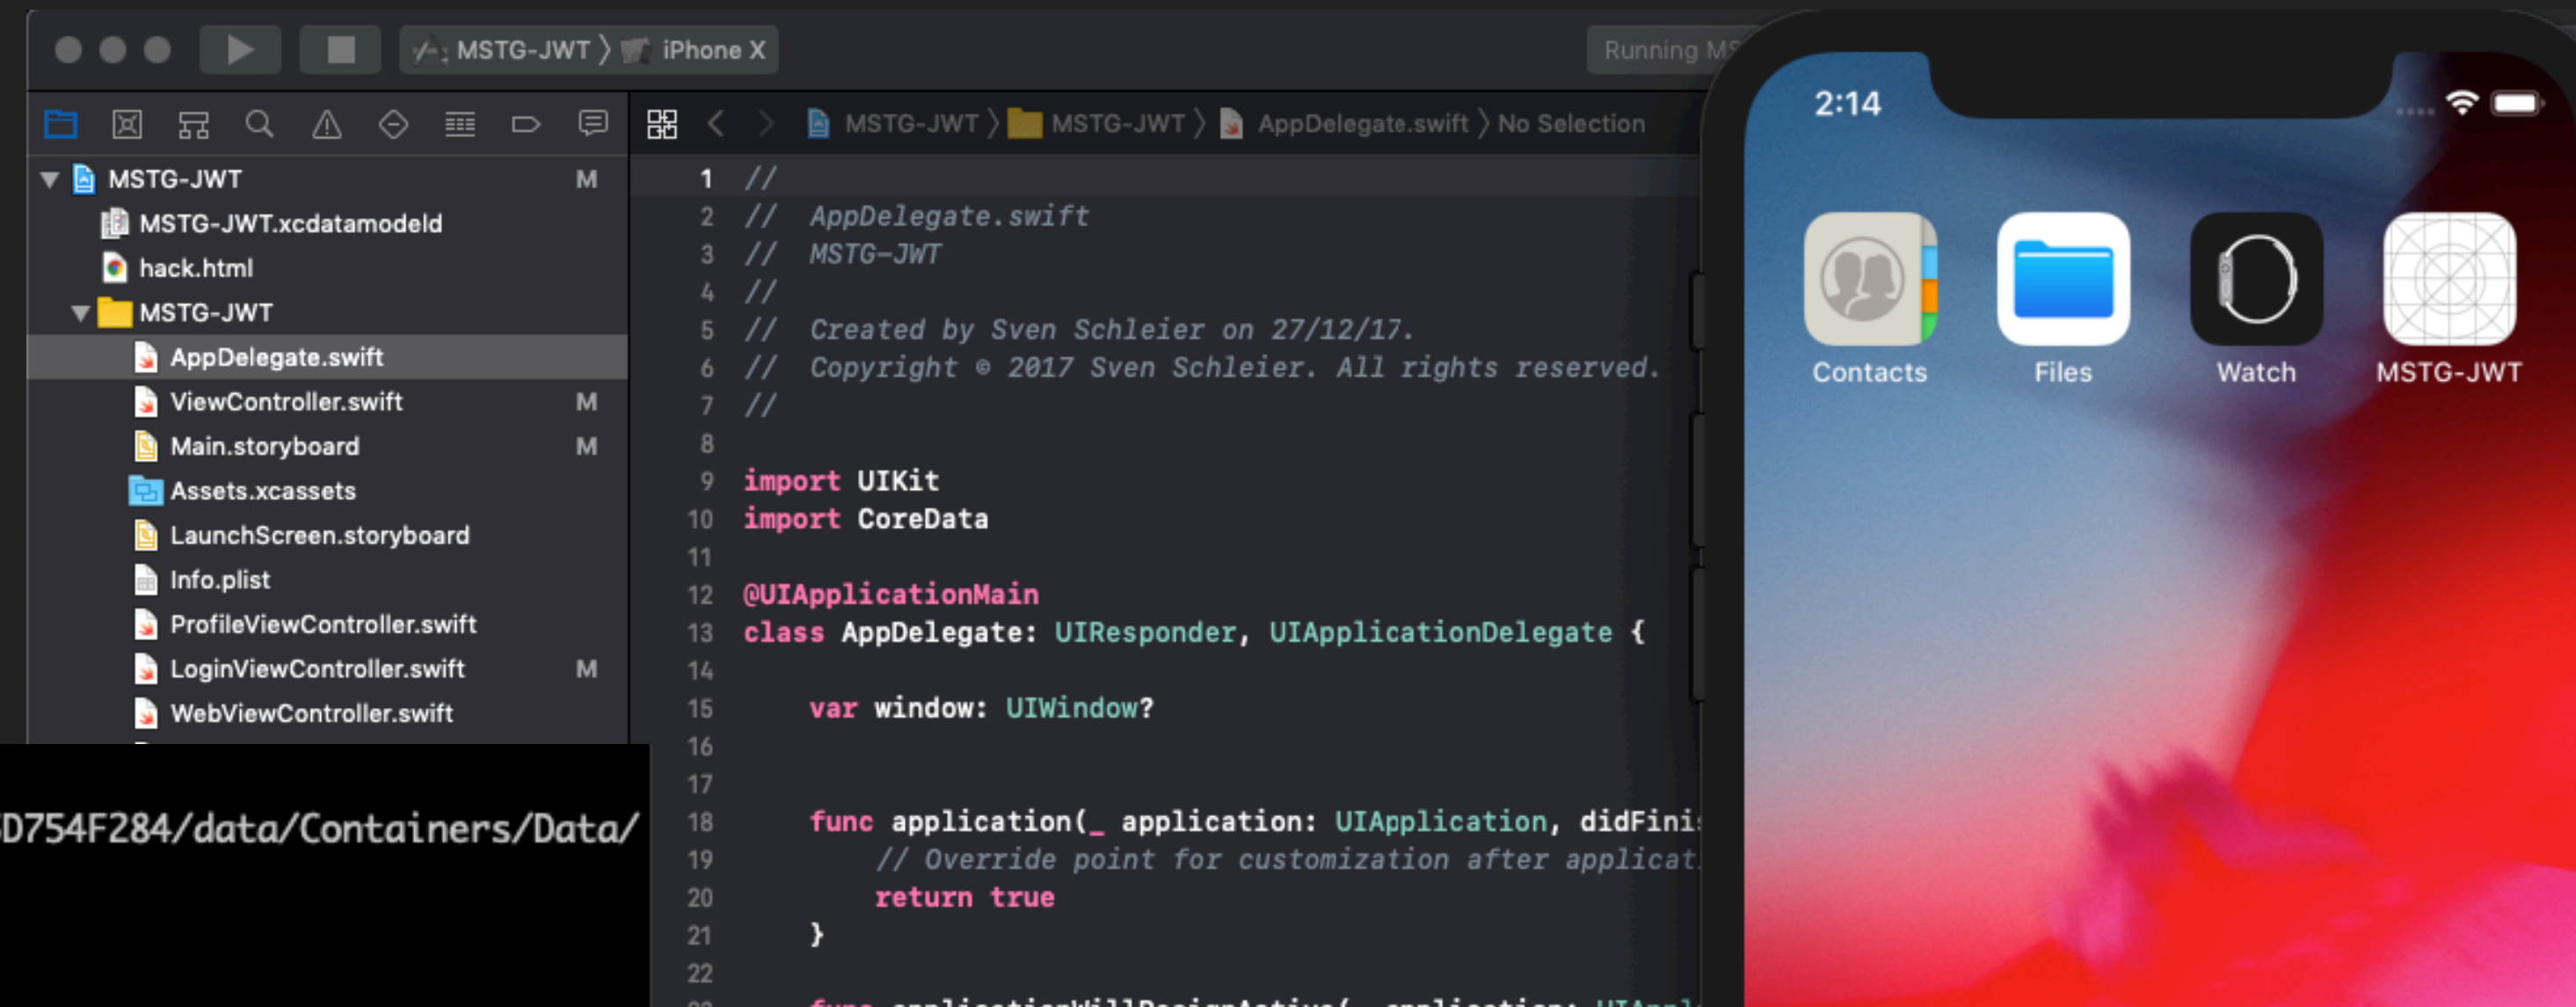 MSTG-JWT 〉 iPhone X
Running
MSTG-JWT 〉 MSTG-JWT 〉 AppDelegate.swift 〉 No Selection
MSTG-JWT M
MSTG-JWT.xcdatamodeld
hack.html
MSTG-JWT
AppDelegate.swift
ViewController.swift M
Main.storyboard M
Assets.xcassets
LaunchScreen.storyboard
Info.plist
ProfileViewController.swift
LoginViewController.swift M
WebViewController.swift
D754F284/data/Containers/Data/
1 //
2 // AppDelegate.swift
3 // MSTG-JWT
4 //
5 // Created by Sven Schleier on 27/12/17.
6 // Copyright © 2017 Sven Schleier. All rights reserved.
7 //
8
9 import UIKit
10 import CoreData
11
12 @UIApplicationMain
13 class AppDelegate: UIResponder, UIApplicationDelegate {
14
15 var window: UIWindow?
16
17
18 func application(_ application: UIApplication, didFini
19 // Override point for customization after applicat
20 return true
21 }
22
2:14
Contacts
Files
Watch
MSTG-JWT